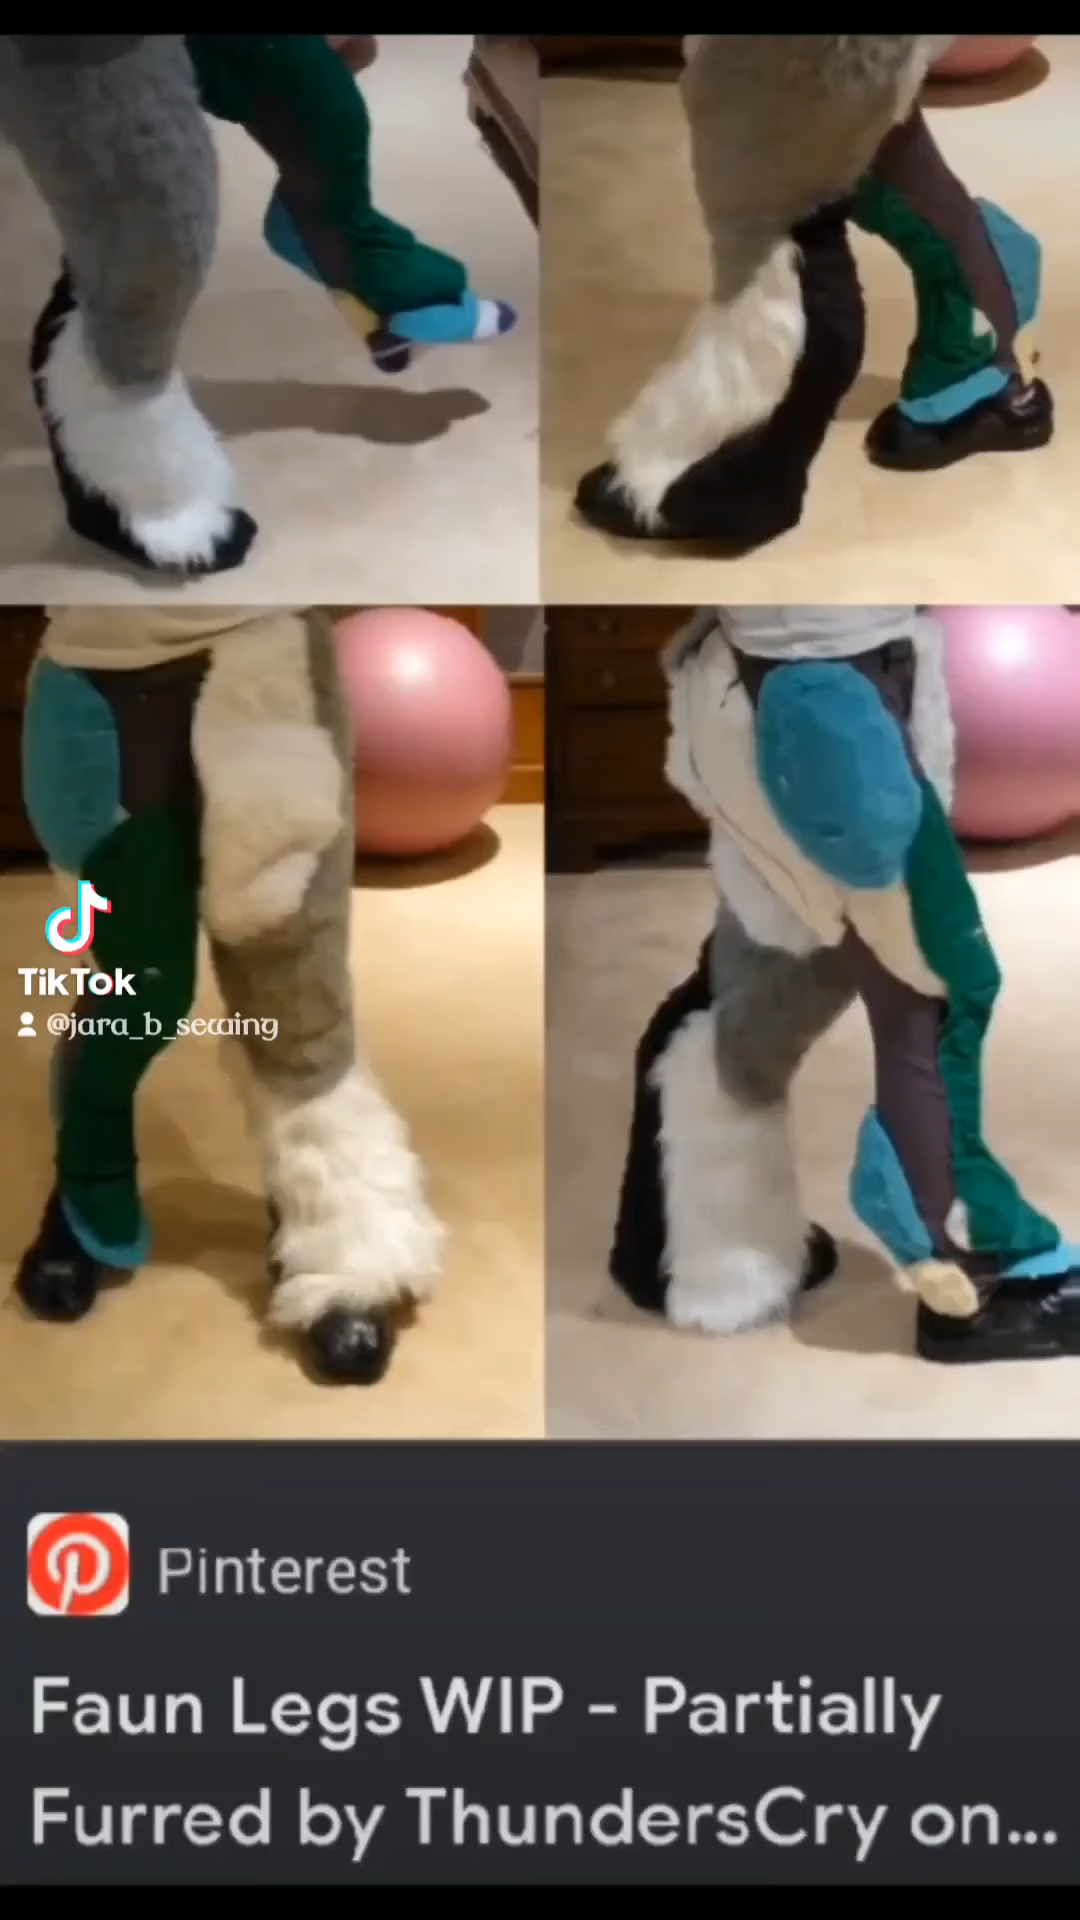 TikTok
@jara_b_sewing
Pinterest
Faun Legs WIP - Partially
Furred by ThundersCry on...